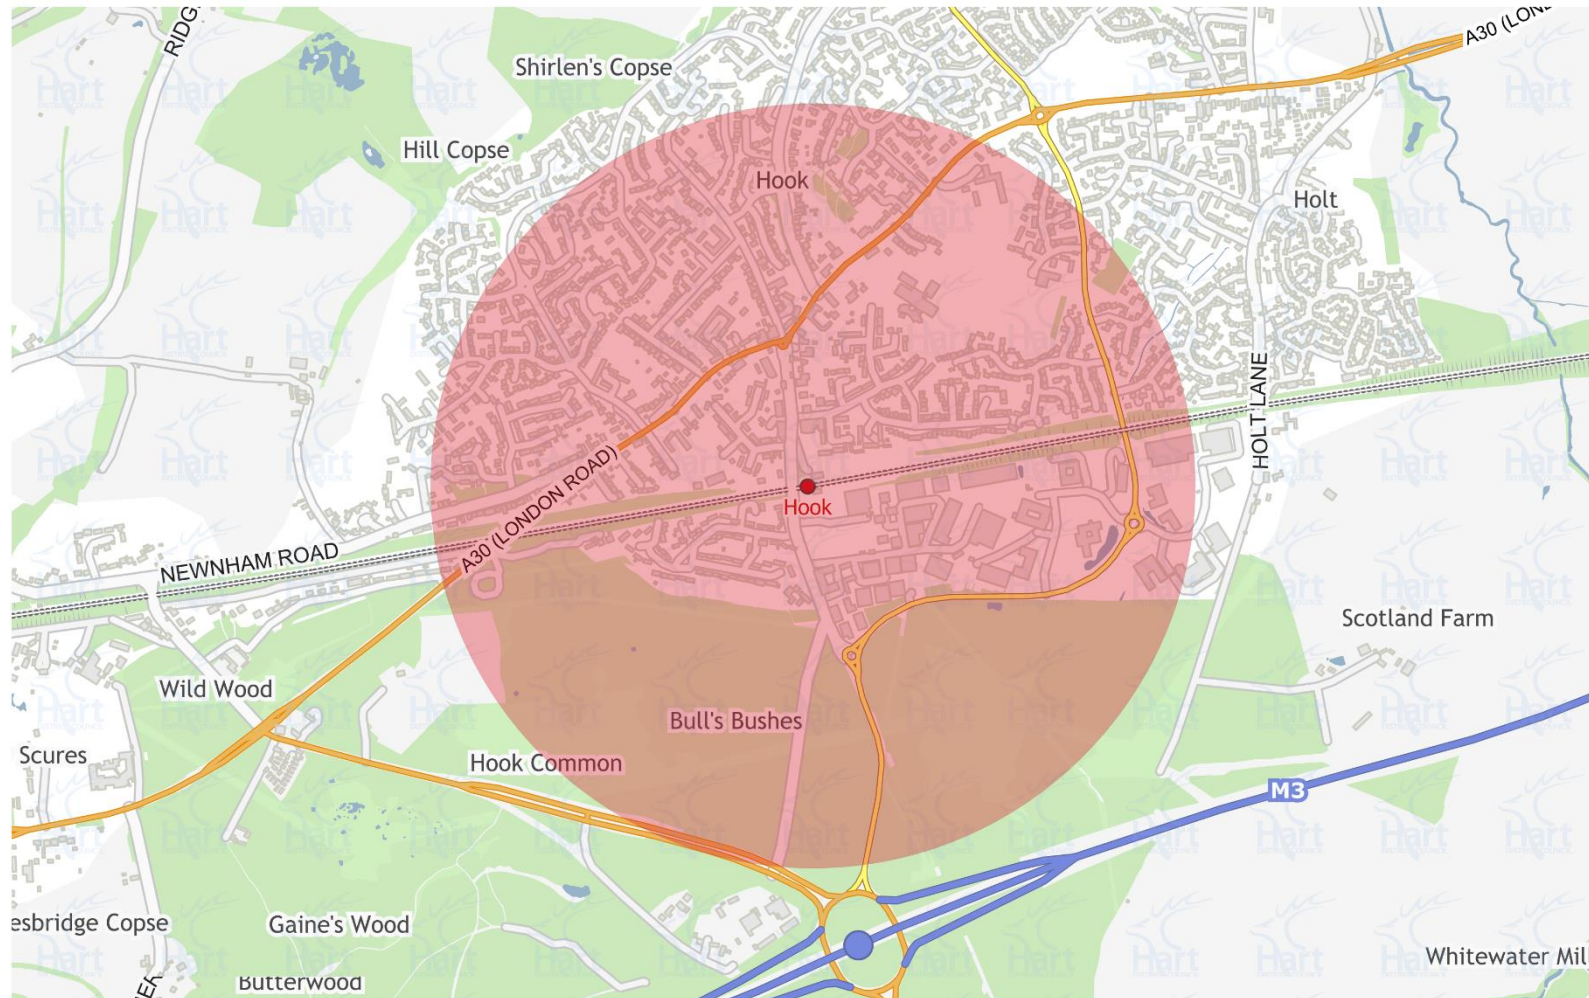 RIDG
Shirlen's Copse
A30 (LON
Hill Copse
Hook
Holt
HOLT LANE
Hook
A30 (LONDON ROAD)
NEWNHAM ROAD
Scotland Farm
Wild Wood
Bull's Bushes
Scures
Hook Common
M3
esbridge Copse
Gaine's Wood
Whitewater Mil
Butterwood
Hart